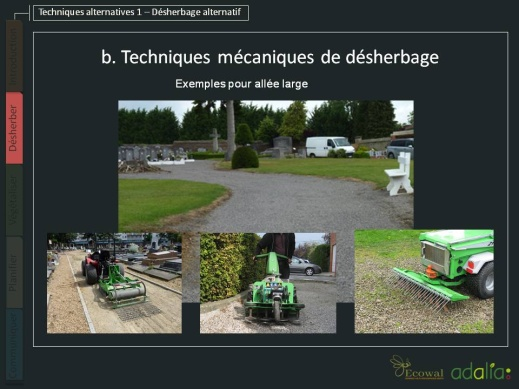 Techniques alternatives 1 – Désherbage alternatif
b. Techniques mécaniques de désherbage
Exemples pour allée large
Désherber
Ecowal
adalia